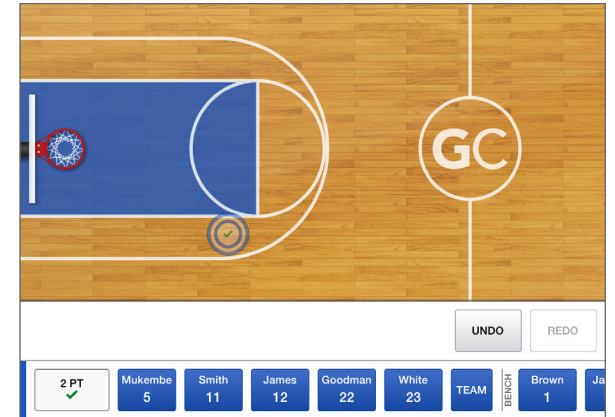 GC
UNDO
REDO
2 PT
Mukembe
5
Smith
11
James
12
Goodman
22
White
23
TEAM
BENCH
Brown
1
Ja